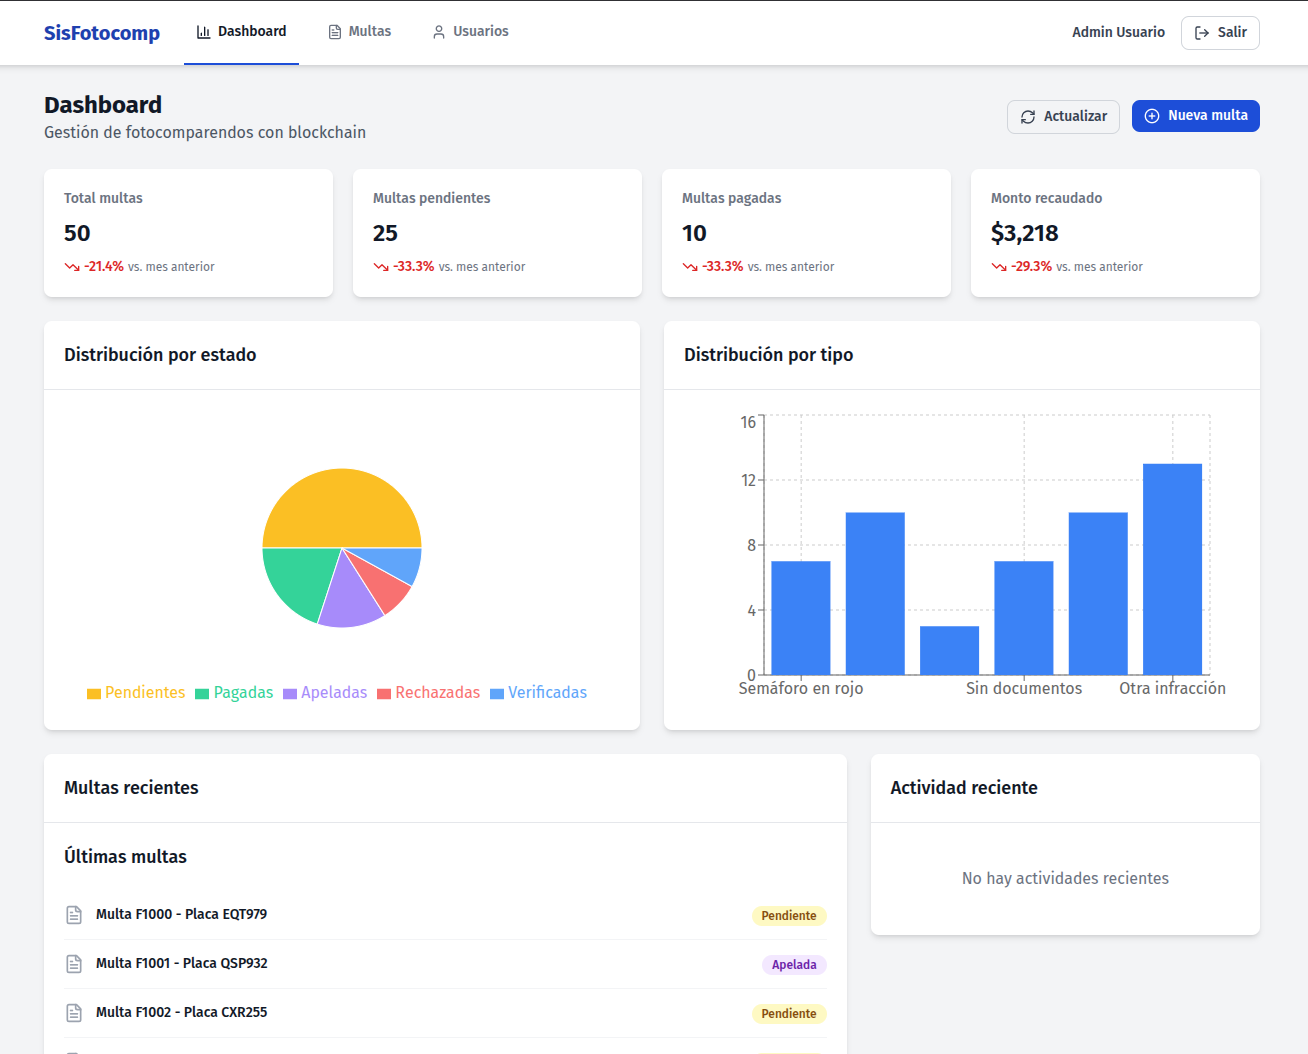 SisFotocomp
Dashboard
Multas
Usuarios
Admin Usuario
Salir
Dashboard
Gestión de fotocomparendos con blockchain
Actualizar
Nueva multa
Total multas
50
-21.4% vs. mes anterior
Multas pendientes
25
-33.3% vs. mes anterior
Multas pagadas
10
-33.3% vs. mes anterior
Monto recaudado
$3,218
-29.3% vs. mes anterior
Distribución por estado
Pendientes Pagadas Apeladas Rechazadas Verificadas
Distribución por tipo
16
12
8
4
0
Semáforo en rojo Sin documentos Otra infracción
Multas recientes
Últimas multas
Multa F1000 - Placa EQT979 Pendiente
Multa F1001 - Placa QSP932 Apelada
Multa F1002 - Placa CXR255 Pendiente
Actividad reciente
No hay actividades recientes